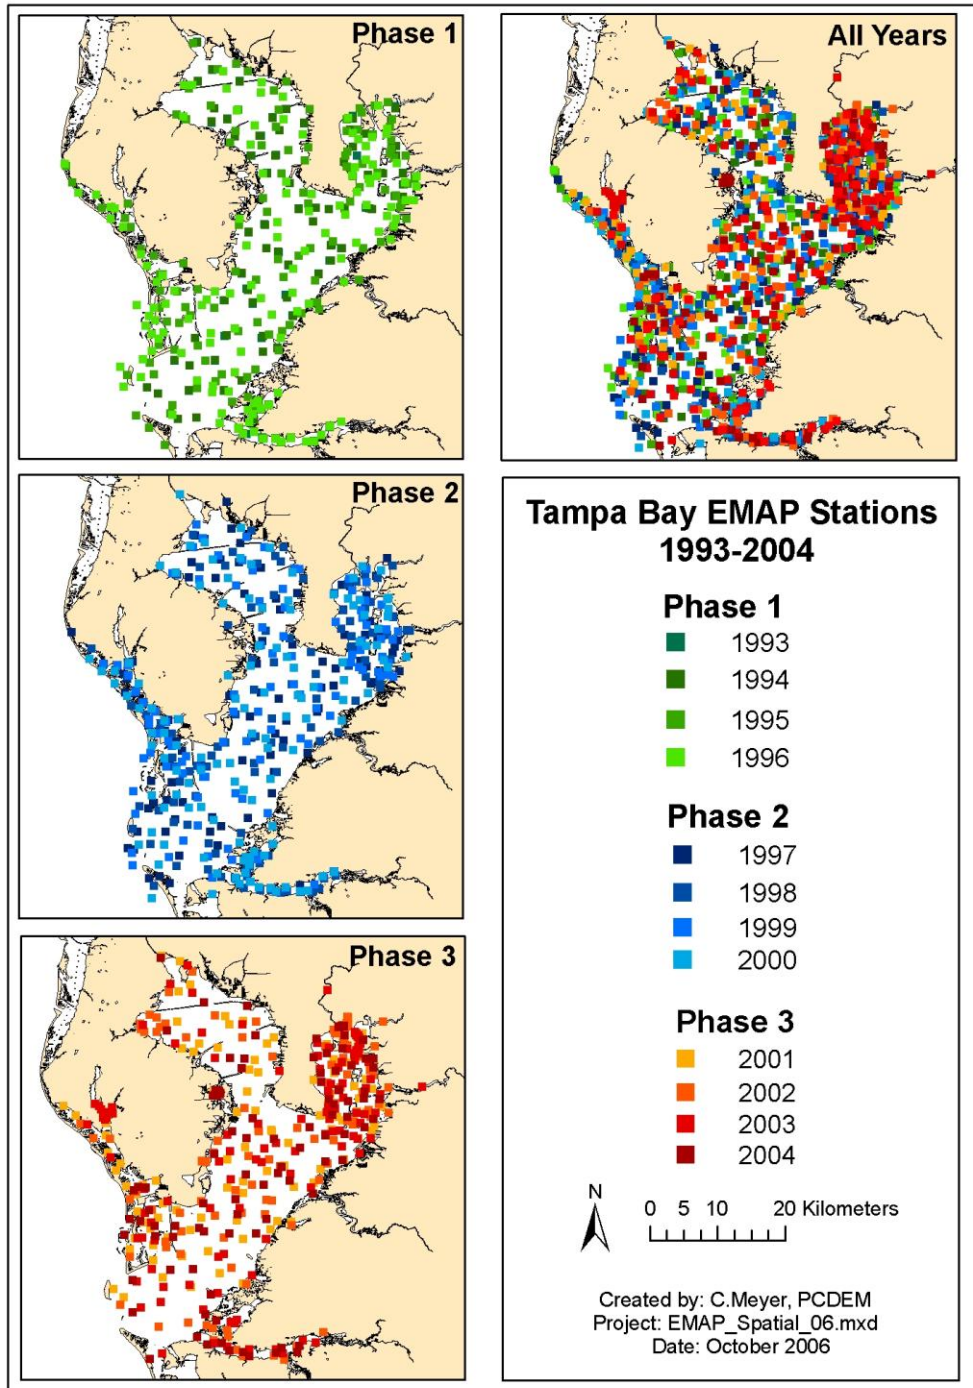 Phase 1
All Years
Phase 2
Tampa Bay EMAP Stations
1993-2004
Phase 1
1993
1994
1995
1996
Phase 2
1997
1998
1999
2000
Phase 3
Phase 3
2001
2002
2003
2004
N
0 5 10 20 Kilometers
Created by: C.Meyer, PCDEM
Project: EMAP_Spatial_06.mxd
Date: October 2006